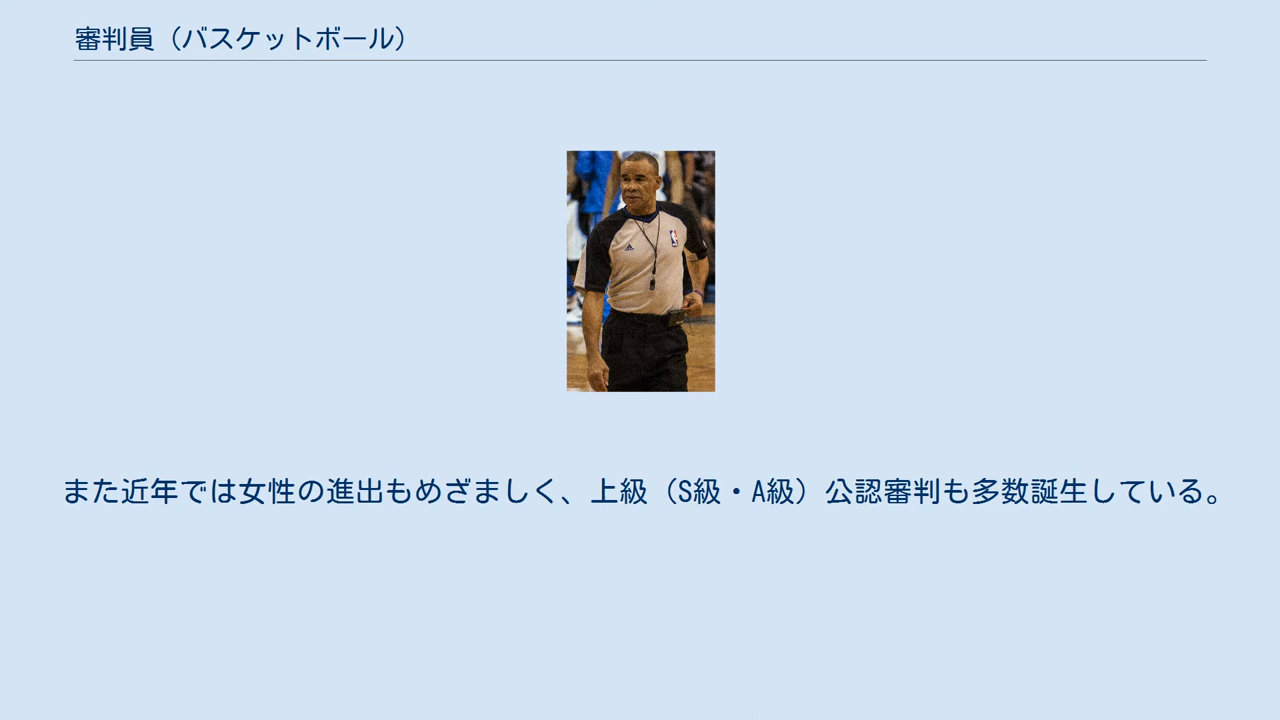 審判員（バスケットボール）
また近年では女性の進出もめざましく、上級（S級・A級）公認審判も多数誕生している。